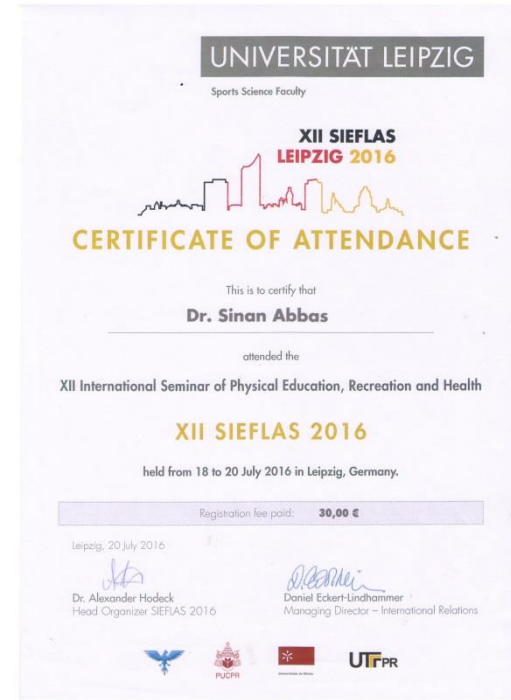 UNIVERSITÄT LEIPZIG
Sports Science Faculty
XII SIEFLAS
LEIPZIG 2016
CERTIFICATE OF ATTENDANCE
This is to certify that
Dr. Sinan Abbas
attended the
XII International Seminar of Physical Education, Recreation and Health
XII SIEFLAS 2016
held from 18 to 20 July 2016 in Leipzig, Germany.
Registration fee paid: 30,00 €
Leipzig, 20 July 2016
Dr. Alexander Hodeck
Head Organizer SIEFLAS 2016
Daniel Eckert-Lindhammer
Managing Director – International Relations
PUCPR
UTFPR